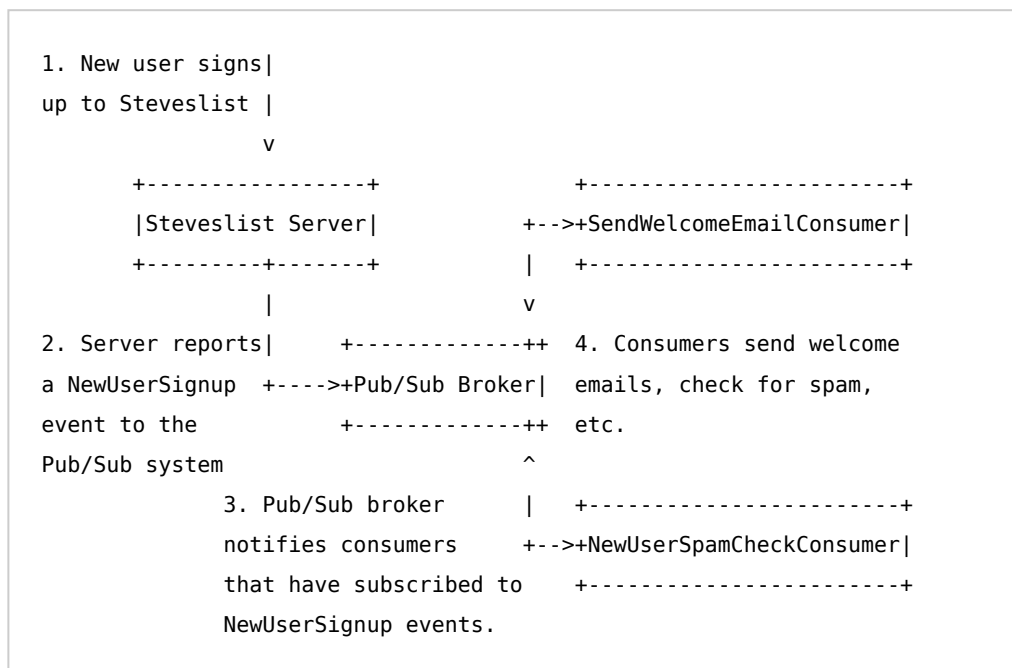 1. New user signs|
up to Steveslist |
v
+-----------------+ +------------------------+
|Steveslist Server| +-->+SendWelcomeEmailConsumer|
+---------+-------+ | +------------------------+
| v
2. Server reports| +-------------++ 4. Consumers send welcome
a NewUserSignup +---->+Pub/Sub Broker| emails, check for spam,
event to the +-------------++ etc.
Pub/Sub system ^
3. Pub/Sub broker | +------------------------+
notifies consumers +-->+NewUserSpamCheckConsumer|
that have subscribed to +------------------------+
NewUserSignup events.